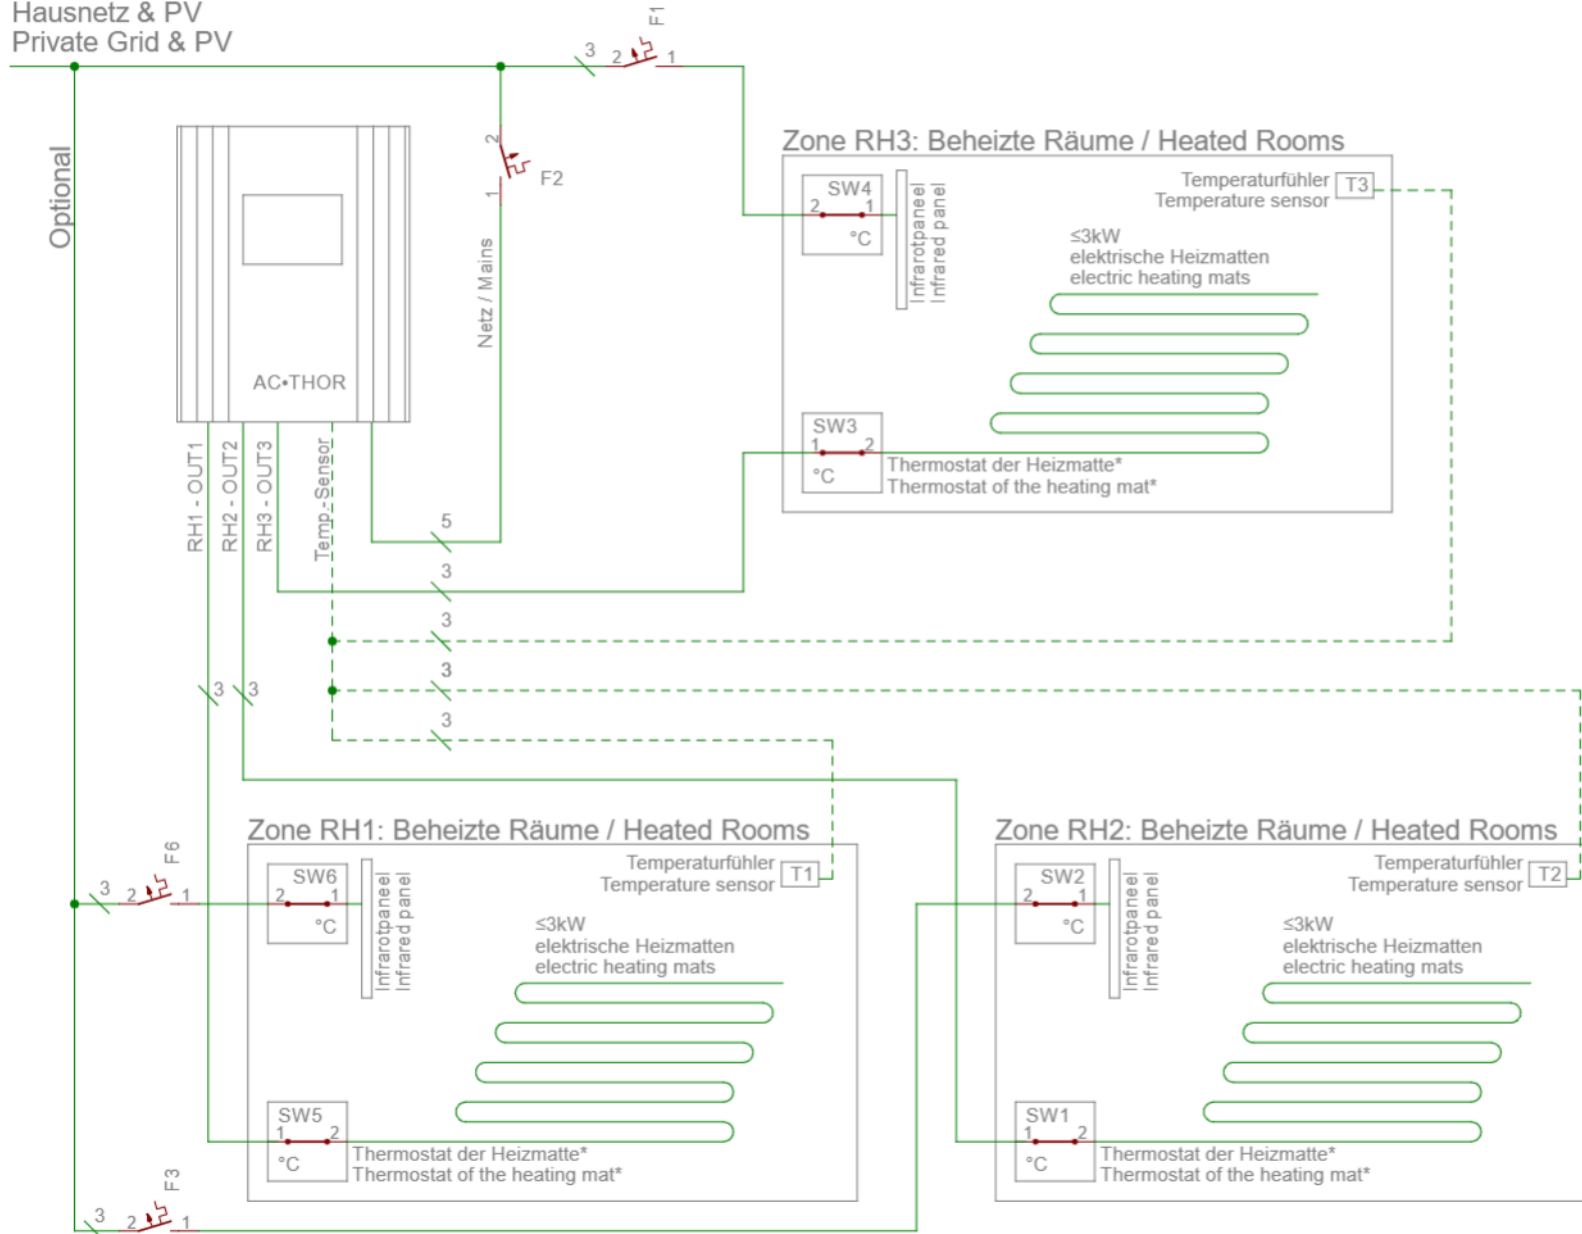 Hausnetz & PV
Private Grid & PV
F1
3
2
1
Optional
2
1
F2
Netz / Mains
AC•THOR
RH1 - OUT1
RH2 - OUT2
RH3 - OUT3
Temp.-Sensor
Zone RH3: Beheizte Räume / Heated Rooms
SW4
2
1
°C
Infrarotpaneel
Infrared panel
Temperaturfühler
Temperature sensor
T3
≤3kW
elektrische Heizmatten
electric heating mats
SW3
1
2
°C
Thermostat der Heizmatte*
Thermostat of the heating mat*
5
3
3
3
3
3
3
Zone RH1: Beheizte Räume / Heated Rooms
F6
3
2
1
SW6
2
1
°C
Infrarotpaneel
Infrared panel
Temperaturfühler
Temperature sensor
T1
≤3kW
elektrische Heizmatten
electric heating mats
SW5
1
2
°C
Thermostat der Heizmatte*
Thermostat of the heating mat*
Zone RH2: Beheizte Räume / Heated Rooms
SW2
2
1
°C
Infrarotpaneel
Infrared panel
Temperaturfühler
Temperature sensor
T2
≤3kW
elektrische Heizmatten
electric heating mats
SW1
1
2
°C
Thermostat der Heizmatte*
Thermostat of the heating mat*
F3
3
2
1